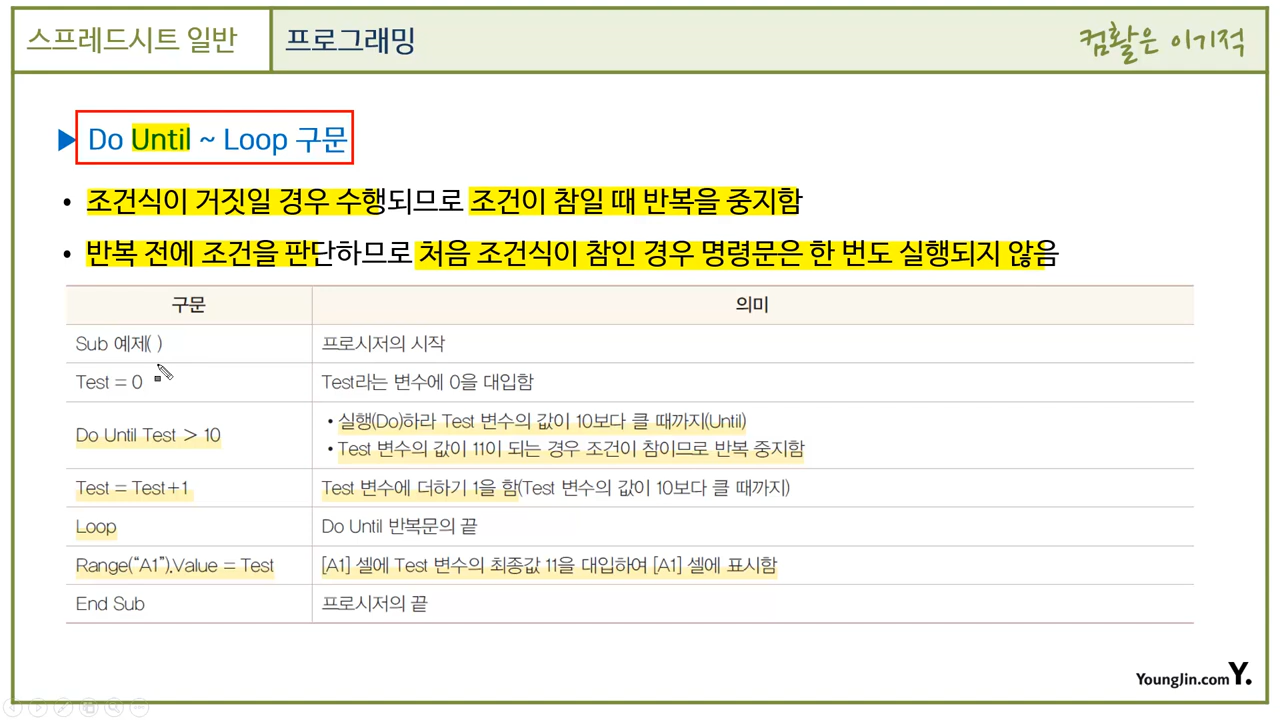 스프레드시트 일반
프로그래밍
컴활은 이기적
▶ Do Until ~ Loop 구문
• 조건식이 거짓일 경우 수행되므로 조건이 참일 때 반복을 중지함
• 반복 전에 조건을 판단하므로 처음 조건식이 참인 경우 명령문은 한 번도 실행되지 않음
구문 의미
Sub 예제( ) 프로시저의 시작
Test = 0 Test라는 변수에 0을 대입함
Do Until Test > 10
• 실행(Do)하라 Test 변수의 값이 10보다 클 때까지(Until)
• Test 변수의 값이 11이 되는 경우 조건이 참이므로 반복 중지함
Test = Test+1 Test 변수에 더하기 1을 함(Test 변수의 값이 10보다 클 때까지)
Loop Do Until 반복문의 끝
Range(“A1”).Value = Test [A1] 셀에 Test 변수의 최종값 11을 대입하여 [A1] 셀에 표시함
End Sub 프로시저의 끝
YoungJin.com Y.